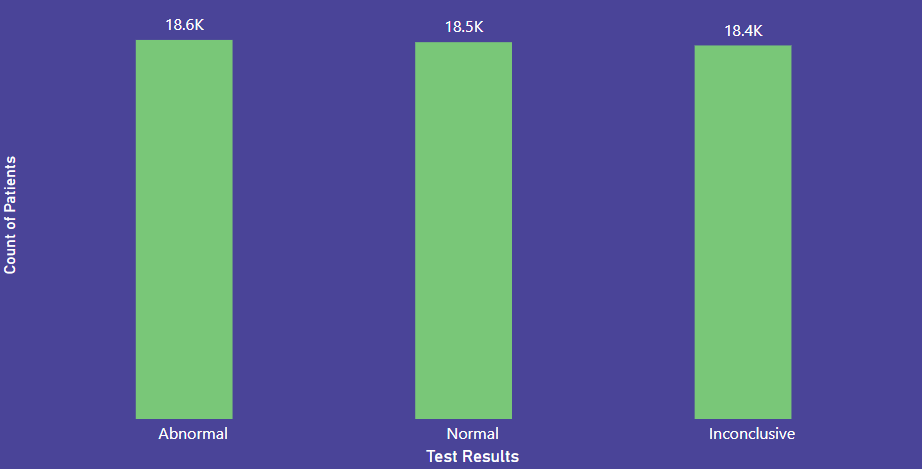 18.6K
18.5K
18.4K
Count of Patients
Abnormal
Normal
Inconclusive
Test Results